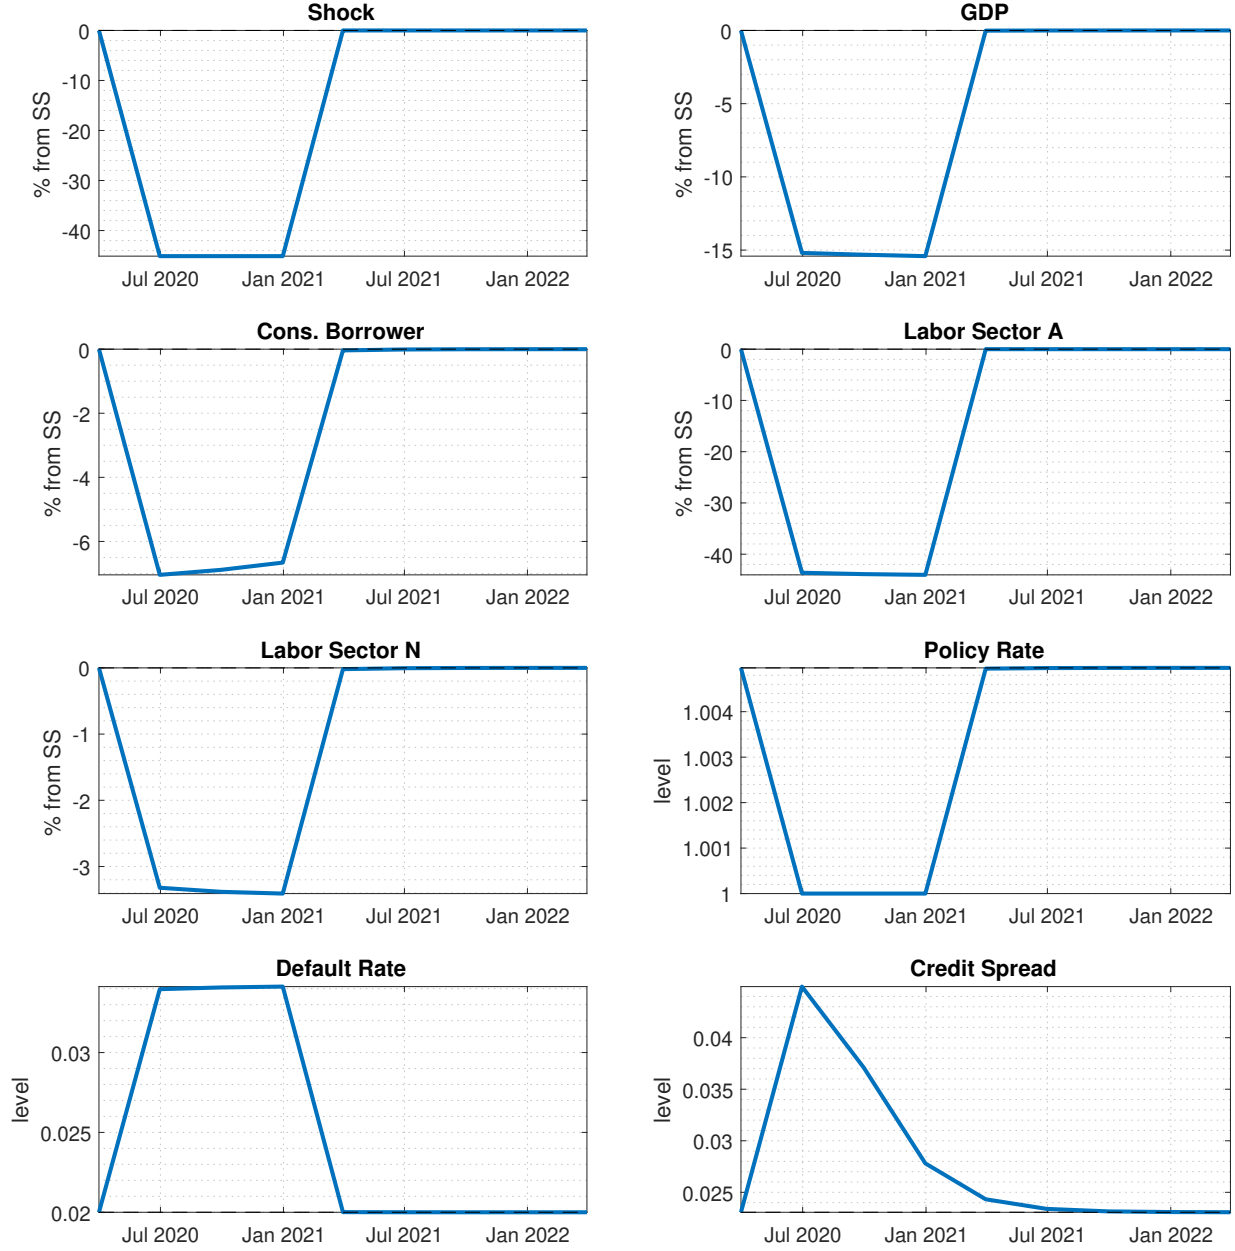 Shock
0
-10
-20
-30
-40
% from SS
Jul 2020 Jan 2021 Jul 2021 Jan 2022
GDP
0
-5
-10
-15
% from SS
Jul 2020 Jan 2021 Jul 2021 Jan 2022
Cons. Borrower
0
-2
-4
-6
% from SS
Jul 2020 Jan 2021 Jul 2021 Jan 2022
Labor Sector A
0
-10
-20
-30
-40
% from SS
Jul 2020 Jan 2021 Jul 2021 Jan 2022
Labor Sector N
0
-1
-2
-3
% from SS
Jul 2020 Jan 2021 Jul 2021 Jan 2022
Policy Rate
1.004
1.003
1.002
1.001
1
level
Jul 2020 Jan 2021 Jul 2021 Jan 2022
Default Rate
0.03
0.025
0.02
level
Jul 2020 Jan 2021 Jul 2021 Jan 2022
Credit Spread
0.04
0.035
0.03
0.025
level
Jul 2020 Jan 2021 Jul 2021 Jan 2022